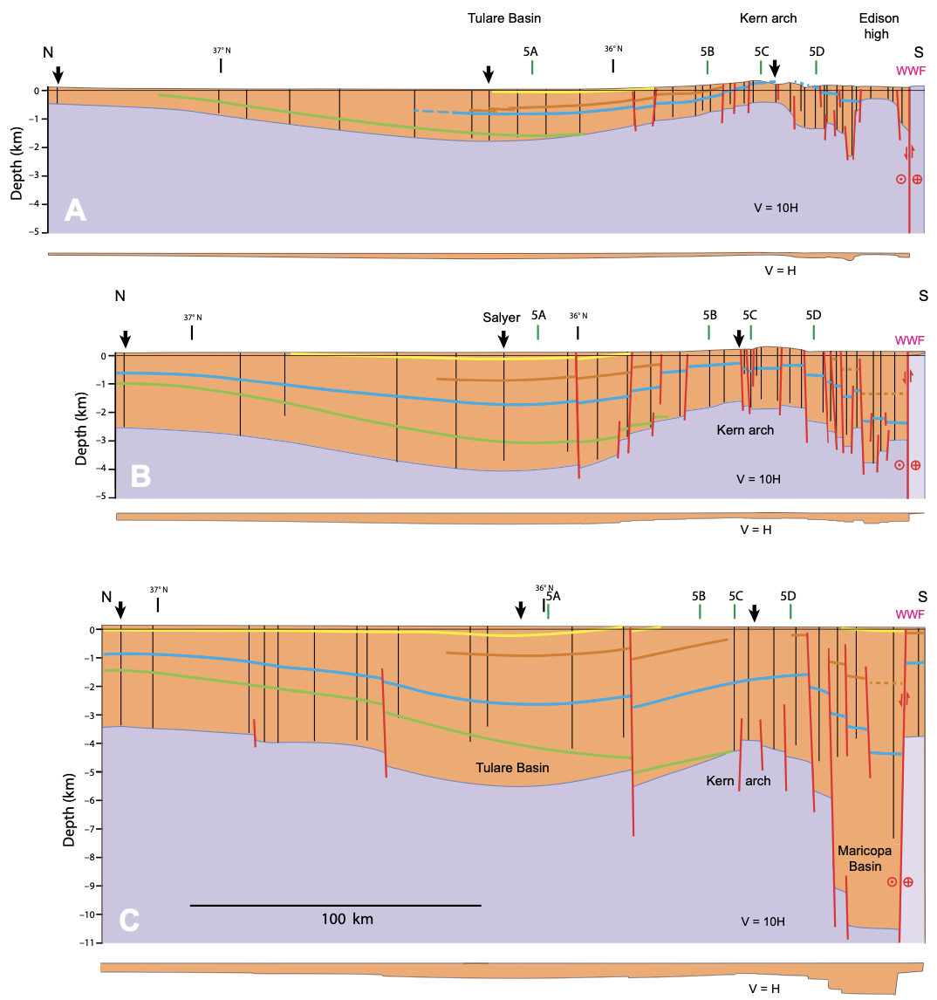 Tulare Basin
Kern arch
Edison
high
N
37° N
5A
36° N
5B
5C
5D
S
WWF
0
−1
−2
−3
−4
−5
Depth (km)
A
V = 10H
V = H
N
S
37° N
Salyer
5A
36° N
5B
5C
5D
WWF
0
−1
−2
−3
−4
−5
Depth (km)
Kern arch
B
V = 10H
V = H
N
37° N
36° N
5A
5B
5C
5D
S
WWF
0
−1
−2
−3
−4
−5
−6
−7
−8
−9
−10
−11
Depth (km)
Tulare Basin
Kern arch
Maricopa
Basin
100 km
C
V = 10H
V = H